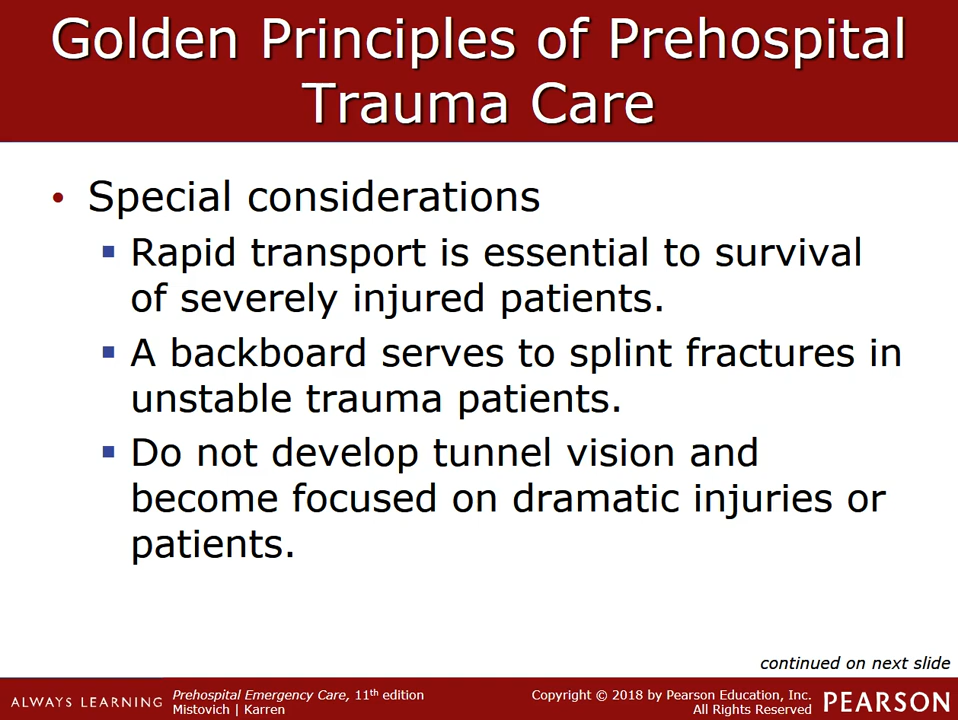 Golden Principles of Prehospital
Trauma Care
• Special considerations
▪ Rapid transport is essential to survival
of severely injured patients.
▪ A backboard serves to splint fractures in
unstable trauma patients.
▪ Do not develop tunnel vision and
become focused on dramatic injuries or
patients.
continued on next slide
ALWAYS LEARNING
Prehospital Emergency Care, 11th edition
Mistovich | Karren
Copyright © 2018 by Pearson Education, Inc.
All Rights Reserved
PEARSON